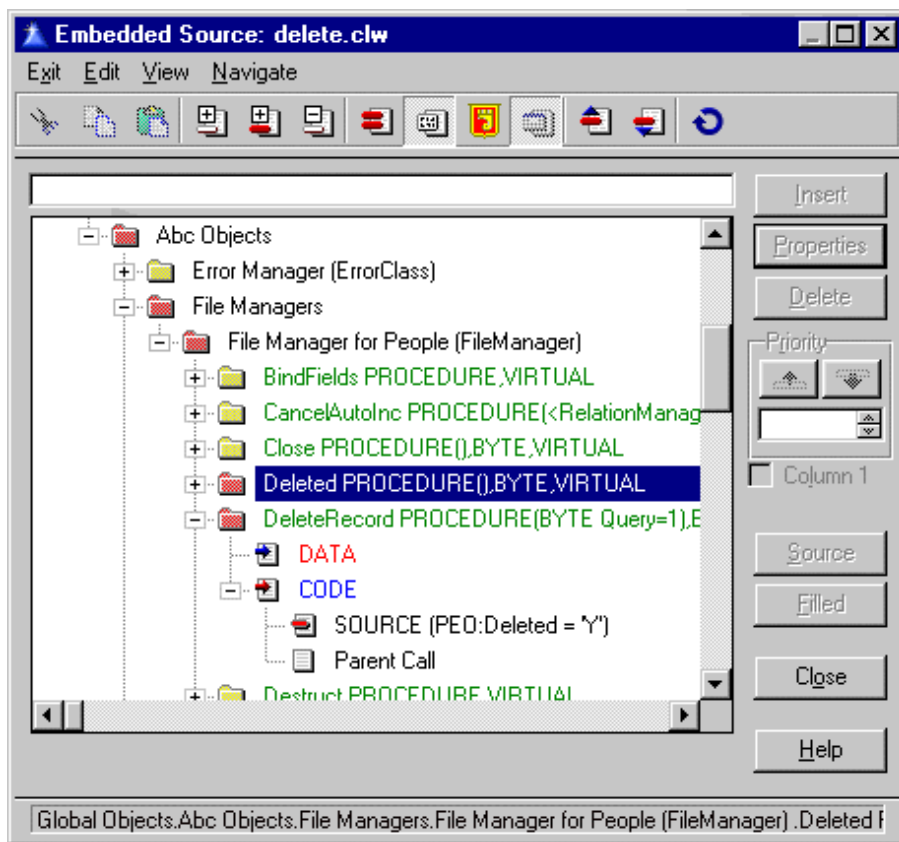 Embedded Source: delete.clw
Exit Edit View Navigate
Insert
Abc Objects
Properties
Error Manager (ErrorClass)
Delete
File Managers
Priority
File Manager for People (FileManager)
BindFields PROCEDURE,VIRTUAL
CancelAutoInc PROCEDURE(<RelationManag
Close PROCEDURE(),BYTE,VIRTUAL
Column 1
Deleted PROCEDURE(),BYTE,VIRTUAL
DeleteRecord PROCEDURE(BYTE Query=1),B
DATA
Source
CODE
Filled
SOURCE (PEO:Deleted = 'Y')
Parent Call
Close
Destruct PROCEDURE,VIRTUAL
Help
Global Objects.Abc Objects.File Managers.File Manager for People (FileManager) .Deleted P